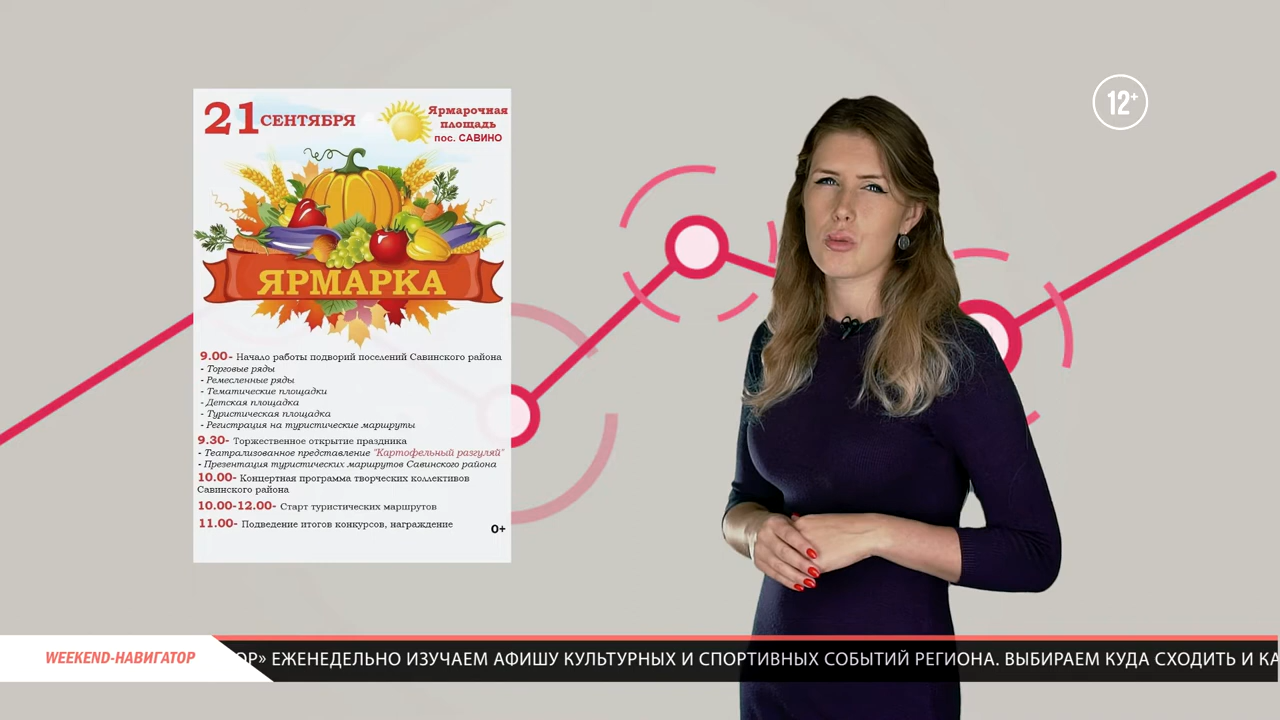 21 СЕНТЯБРЯ
Ярмарочная
площадь
пос. САВИНО
ЯРМАРКА
9.00- Начало работы подворий поселений Савинского района
- Торговые ряды
- Ремесленные ряды
- Тематические площадки
- Детская площадка
- Туристическая площадка
- Регистрация на туристические маршруты
9.30- Торжественное открытие праздника
- Театрализованное представление "Картофельный разгуляй"
- Презентация туристических маршрутов Савинского района
10.00- Концертная программа творческих коллективов
Савинского района
10.00-12.00- Старт туристических маршрутов
11.00- Подведение итогов конкурсов, награждение
0+
12+
WEEKEND-НАВИГАТОР
ОР» ЕЖЕНЕДЕЛЬНО ИЗУЧАЕМ АФИШУ КУЛЬТУРНЫХ И СПОРТИВНЫХ СОБЫТИЙ РЕГИОНА. ВЫБИРАЕМ КУДА СХОДИТЬ И КА